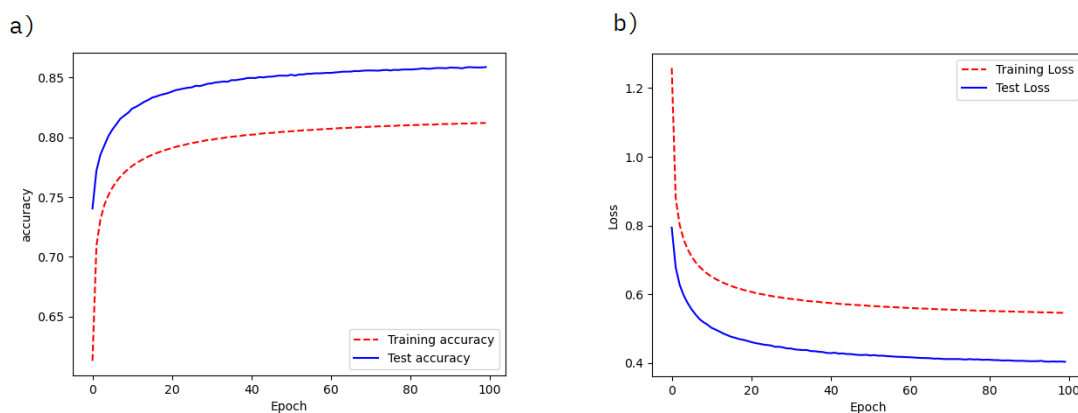 a)
accuracy
0.85
0.80
0.75
0.70
0.65
0 20 40 60 80 100
Epoch
Training accuracy
Test accuracy
b)
Loss
1.2
1.0
0.8
0.6
0.4
0 20 40 60 80 100
Epoch
Training Loss
Test Loss